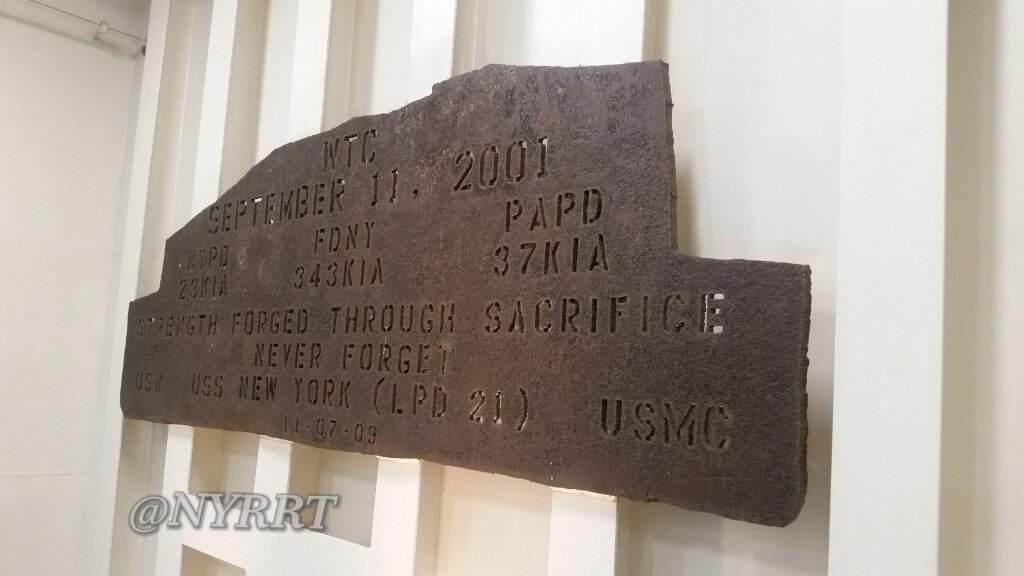 WTC
SEPTEMBER 11, 2001
NYPD FDNY PAPD
23KIA 343KIA 37KIA
STRENGTH FORGED THROUGH SACRIFICE
NEVER FORGET
USN USS NEW YORK (LPD 21) USMC
11-07-09
@NYRRT